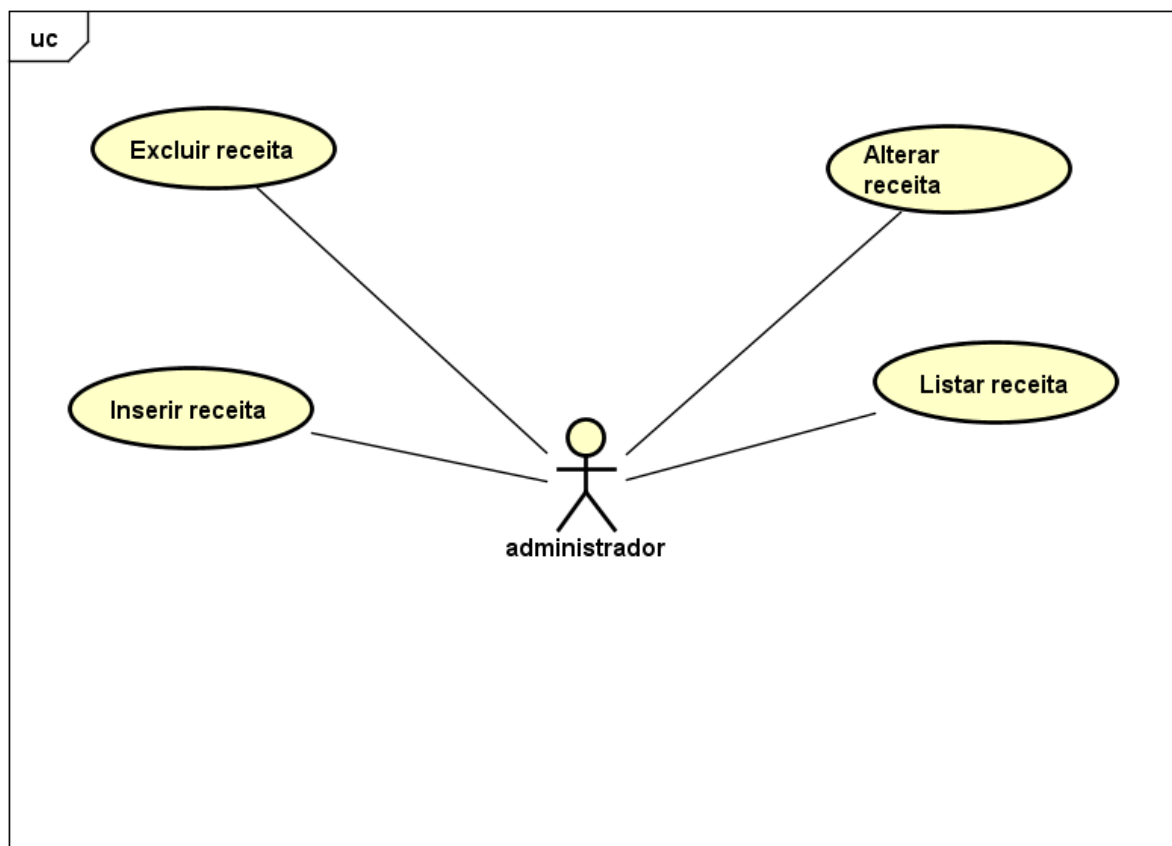 uc
Excluir receita
Alterar
receita
Inserir receita
Listar receita
administrador